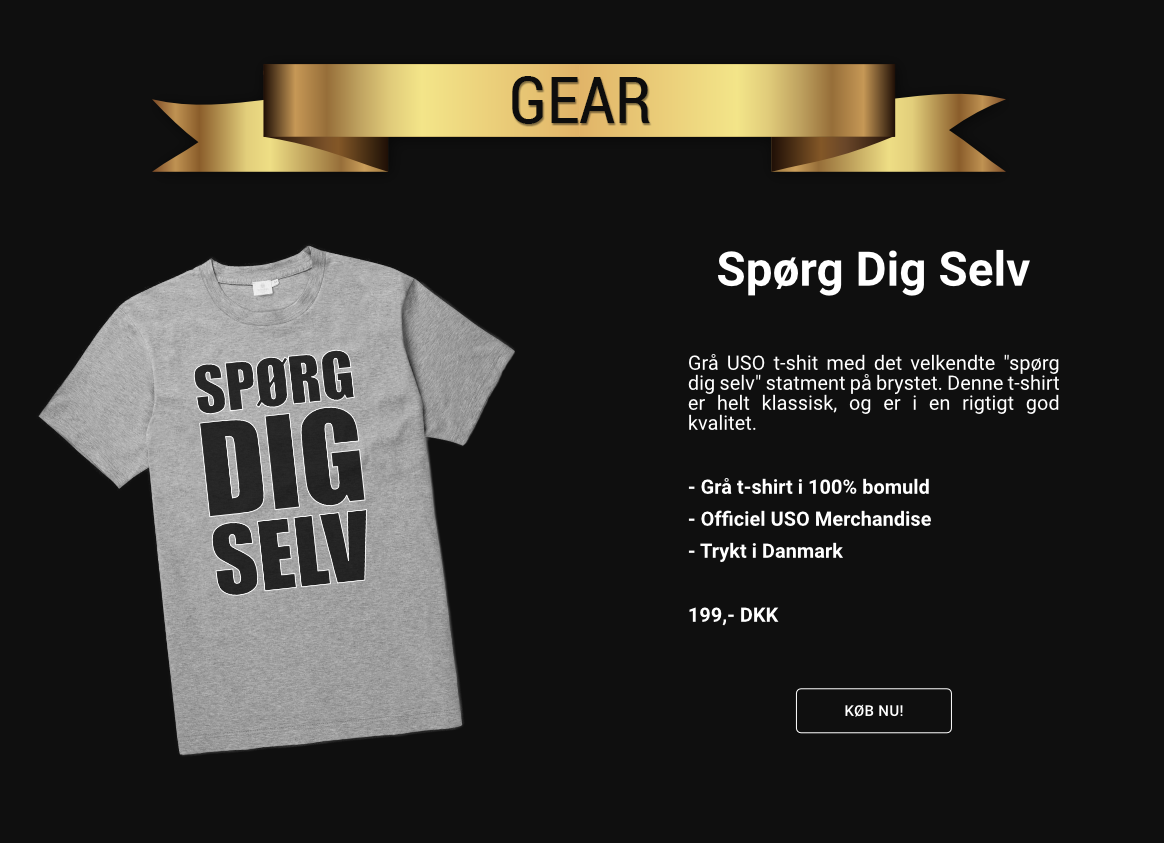 GEAR
SPØRG
DIG
SELV
Spørg Dig Selv
Grå USO t-shit med det velkendte "spørg
dig selv" statment på brystet. Denne t-shirt
er helt klassisk, og er i en rigtigt god
kvalitet.
- Grå t-shirt i 100% bomuld
- Officiel USO Merchandise
- Trykt i Danmark
199,- DKK
KØB NU!